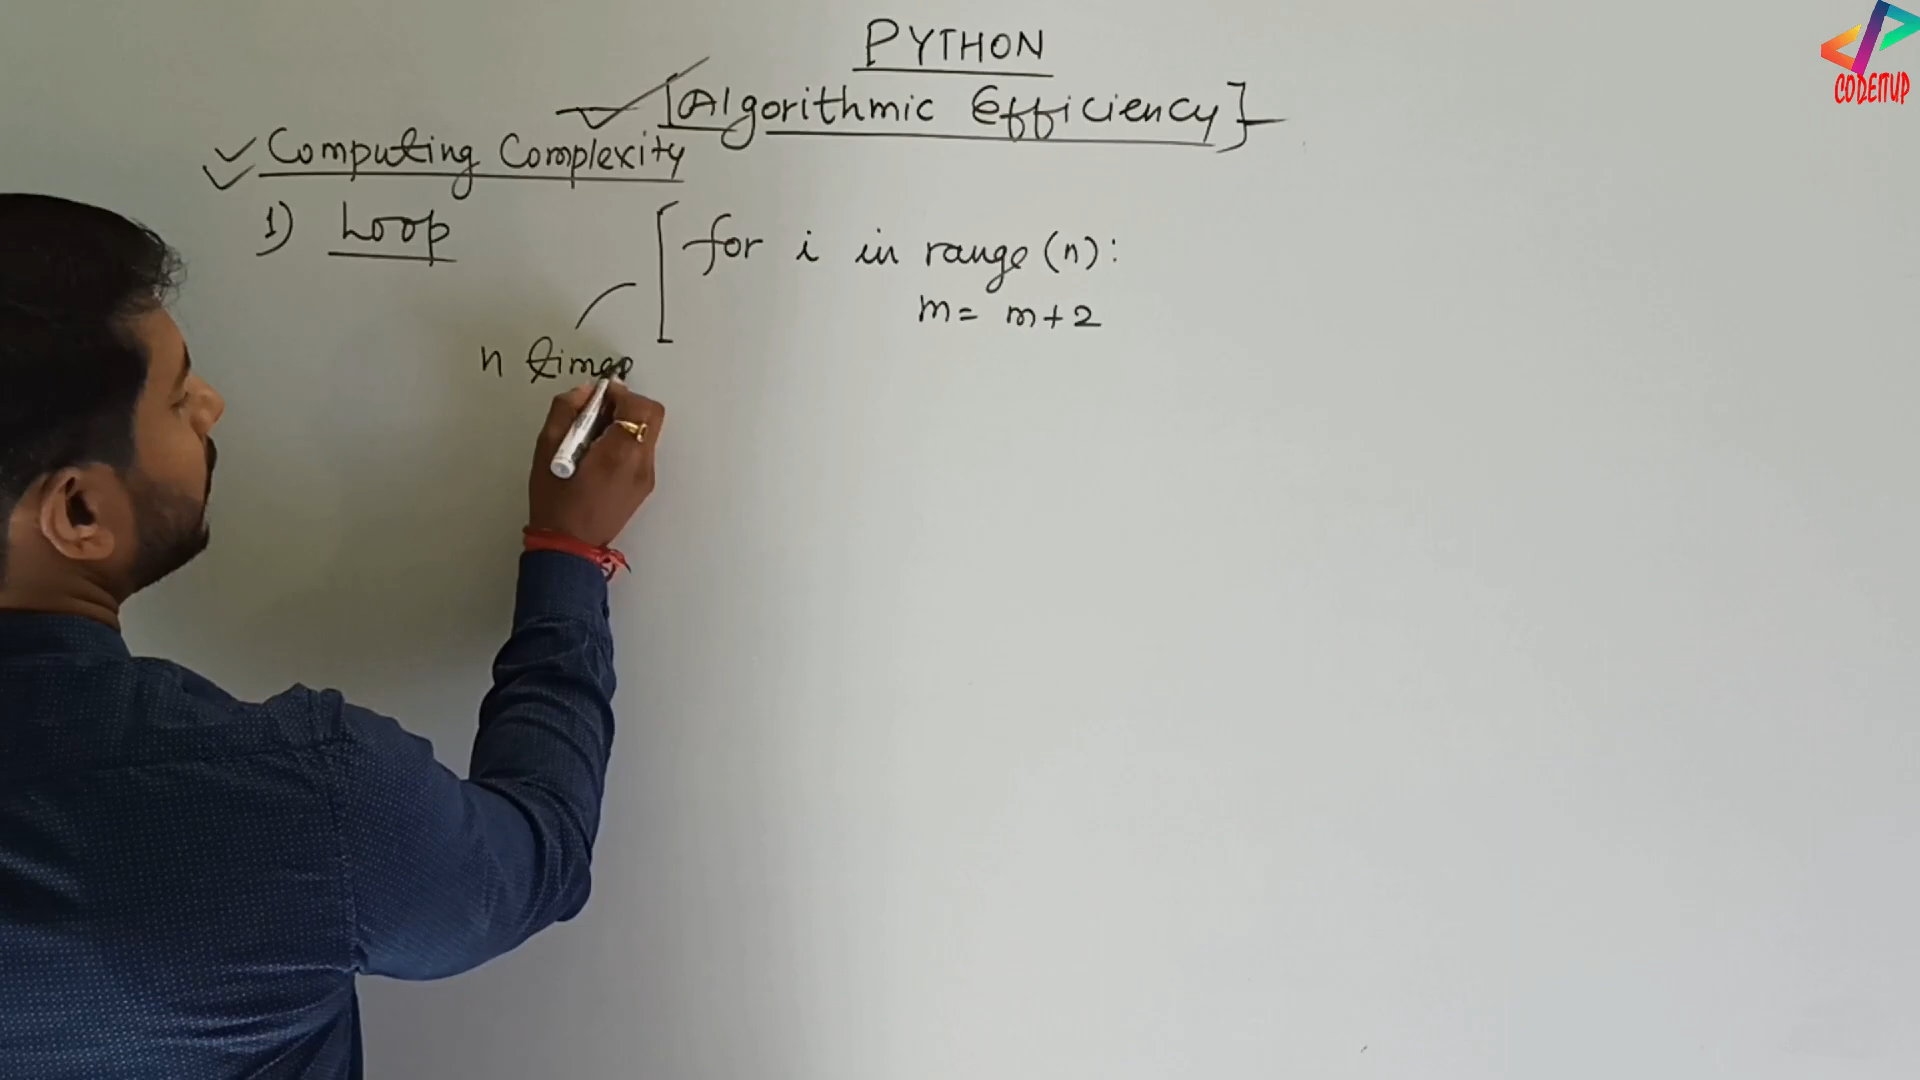 PYTHON
[Algorithmic Efficiency]
Computing Complexity
1) Loop
for i in range (n):
m = m + 2
n times
CODEITUP